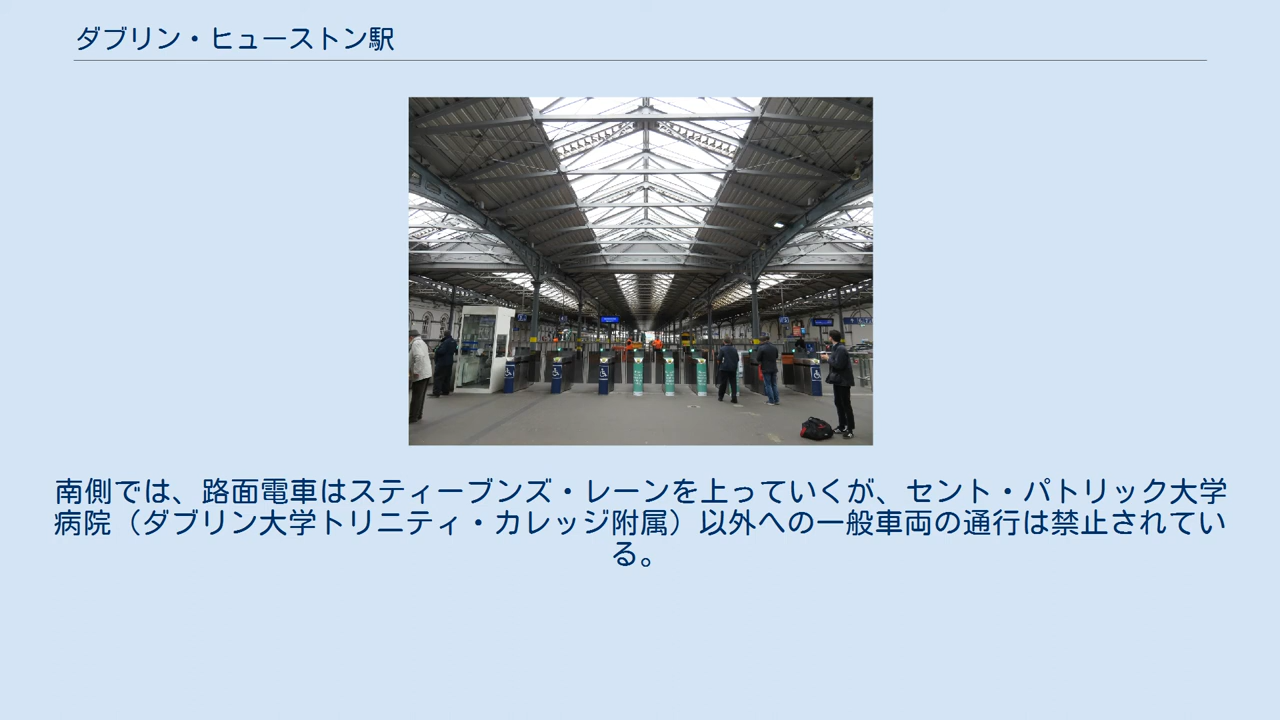 ダブリン・ヒューストン駅
南側では、路面電車はスティーブンズ・レーンを上っていくが、セント・パトリック大学
病院（ダブリン大学トリニティ・カレッジ附属）以外への一般車両の通行は禁止されてい
る。